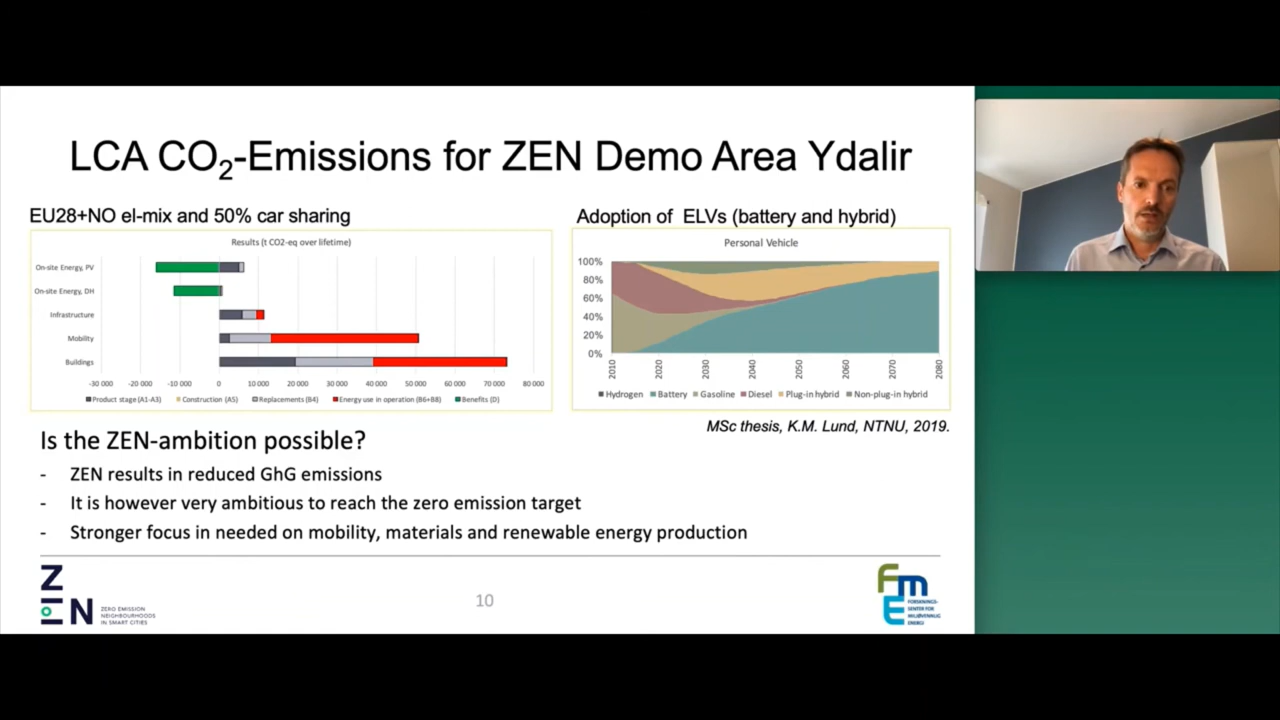 LCA CO2-Emissions for ZEN Demo Area Ydalir
EU28+NO el-mix and 50% car sharing
Results (t CO2-eq over lifetime)
On-site Energy, PV
On-site Energy, DH
Infrastructure
Mobility
Buildings
-30 000 -20 000 -10 000 0 10 000 20 000 30 000 40 000 50 000 60 000 70 000 80 000
Product stage (A1-A3) Construction (A5) Replacements (B4) Energy use in operation (B6+B8) Benefits (D)
Adoption of ELVs (battery and hybrid)
Personal Vehicle
100%
80%
60%
40%
20%
0%
2010 2020 2030 2040 2050 2060 2070 2080
Hydrogen Battery Gasoline Diesel Plug-in hybrid Non-plug-in hybrid
MSc thesis, K.M. Lund, NTNU, 2019.
Is the ZEN-ambition possible?
- ZEN results in reduced GhG emissions
- It is however very ambitious to reach the zero emission target
- Stronger focus in needed on mobility, materials and renewable energy production
ZEN
ZERO EMISSION
NEIGHBOURHOODS
IN SMART CITIES
10
FME
FORSKNINGS-
SENTER FOR
MILJØVENNLIG
ENERGI